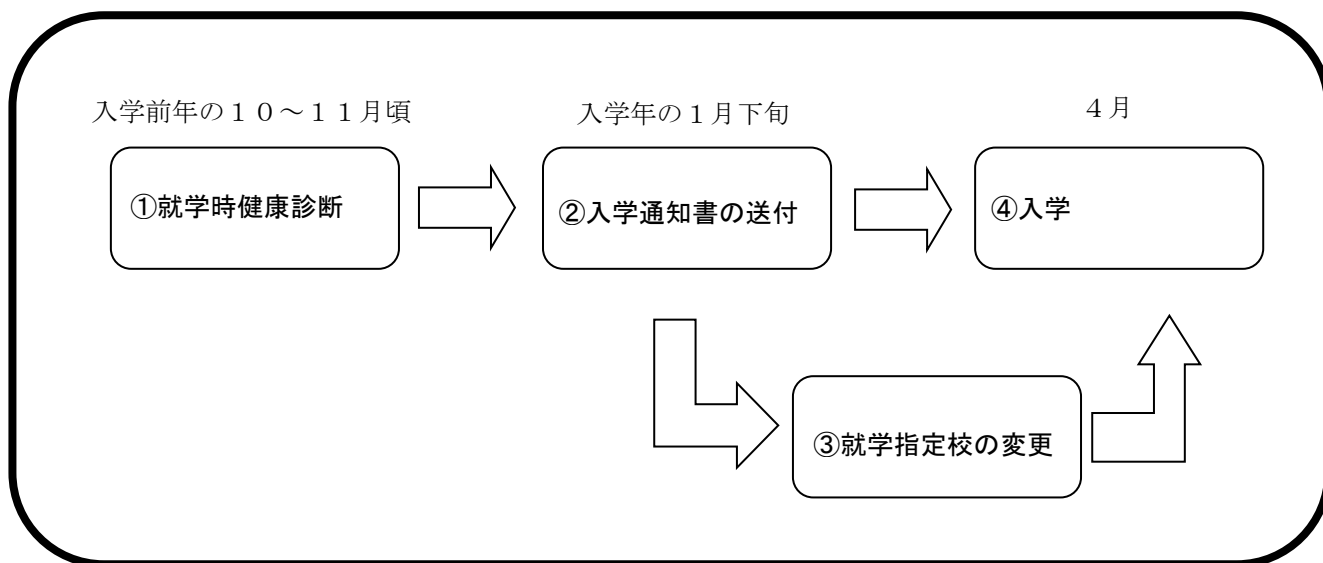 入学前年の１０～１１月頃
入学年の１月下旬
４月
①就学時健康診断
②入学通知書の送付
④入学
③就学指定校の変更